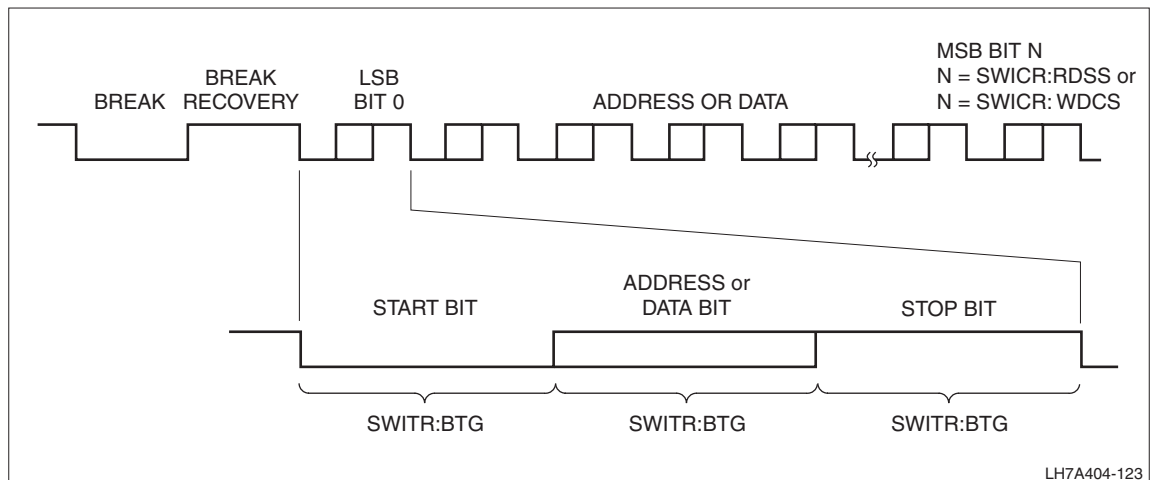 BREAK
BREAK
RECOVERY
LSB
BIT 0
ADDRESS OR DATA
MSB BIT N
N = SWICR:RDSS or
N = SWICR: WDCS
START BIT
ADDRESS or
DATA BIT
STOP BIT
SWITR:BTG
SWITR:BTG
SWITR:BTG
LH7A404-123